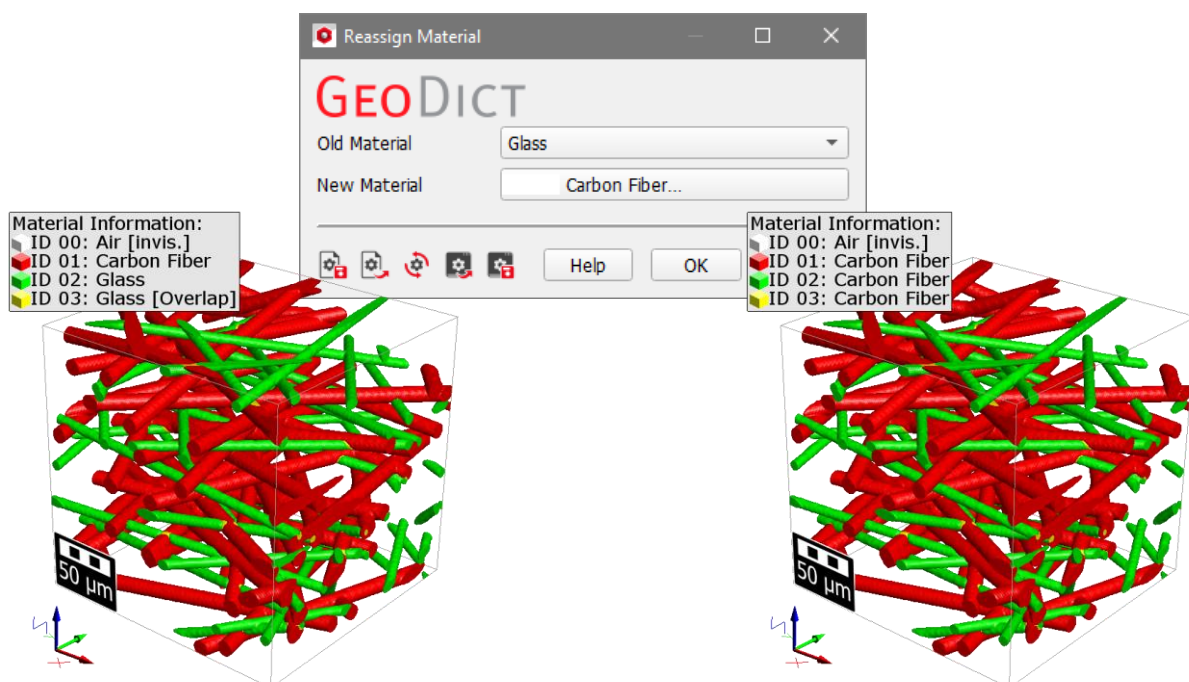 Reassign Material
GEODICT
Old Material
Glass
New Material
Carbon Fiber...
Help
OK
Material Information:
ID 00: Air [invis.]
ID 01: Carbon Fiber
ID 02: Glass
ID 03: Glass [Overlap]
50 µm
X
Material Information:
ID 00: Air [invis.]
ID 01: Carbon Fiber
ID 02: Carbon Fiber
ID 03: Carbon Fiber
50 µm
X